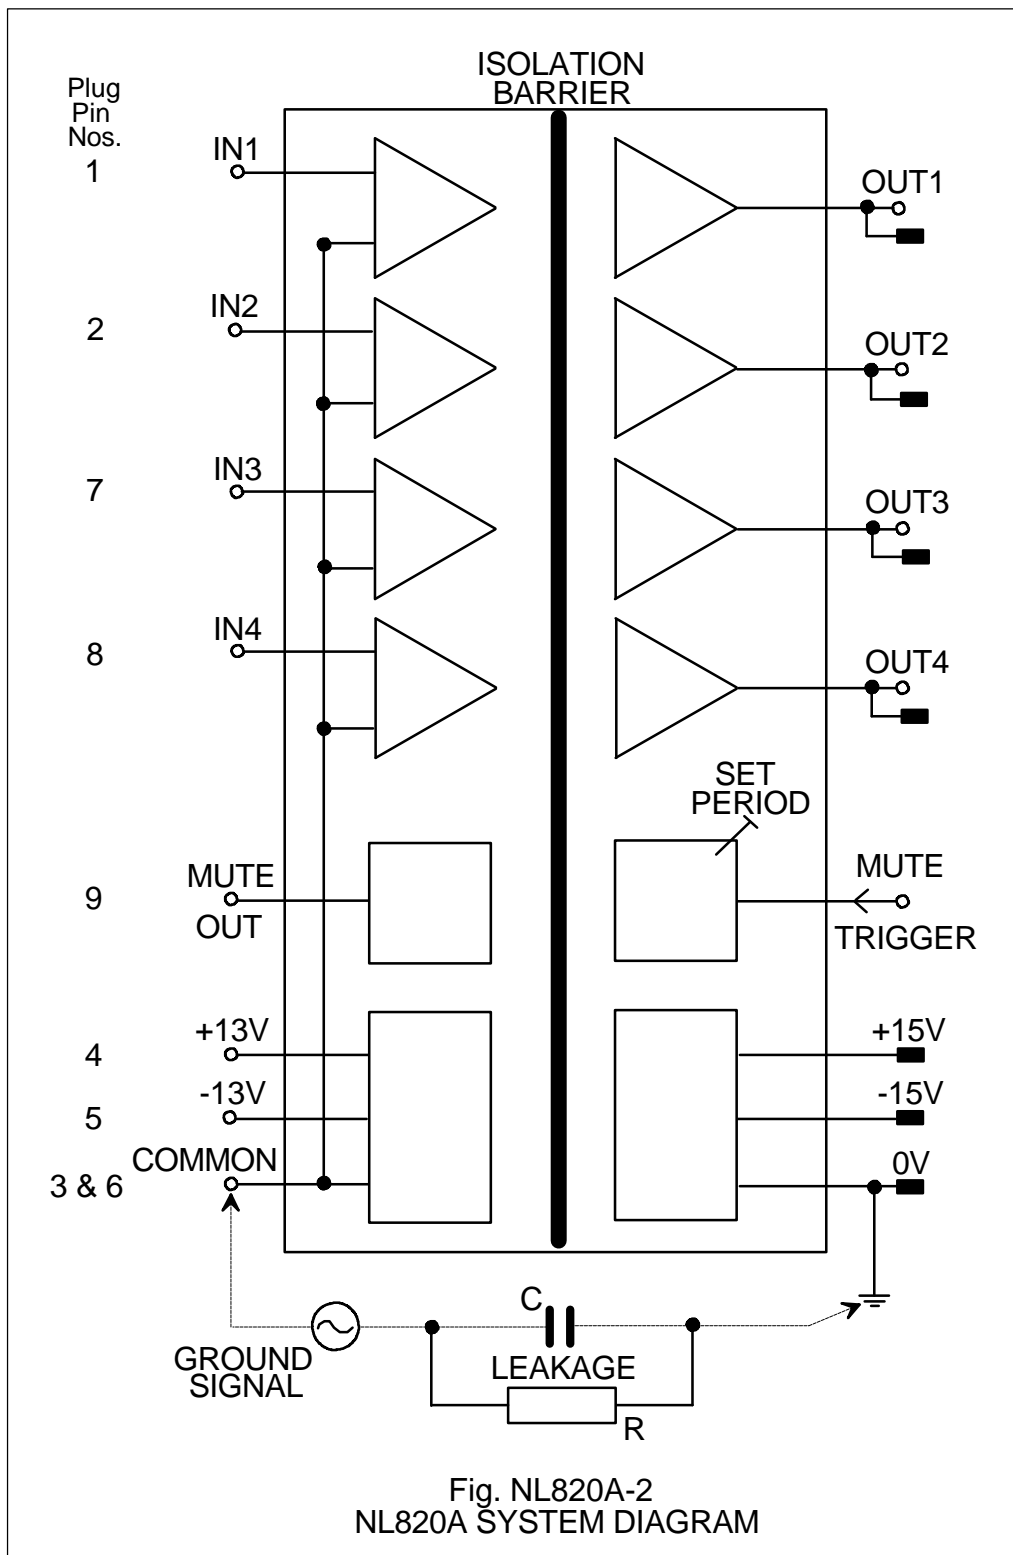 ISOLATION
BARRIER
Plug
Pin
Nos.
1
IN1
OUT1
2
IN2
OUT2
7
IN3
OUT3
8
IN4
OUT4
SET
PERIOD
9
MUTE
OUT
MUTE
TRIGGER
4
+13V
+15V
5
-13V
-15V
3 & 6
COMMON
0V
C
GROUND
SIGNAL
LEAKAGE
R
Fig. NL820A-2
NL820A SYSTEM DIAGRAM